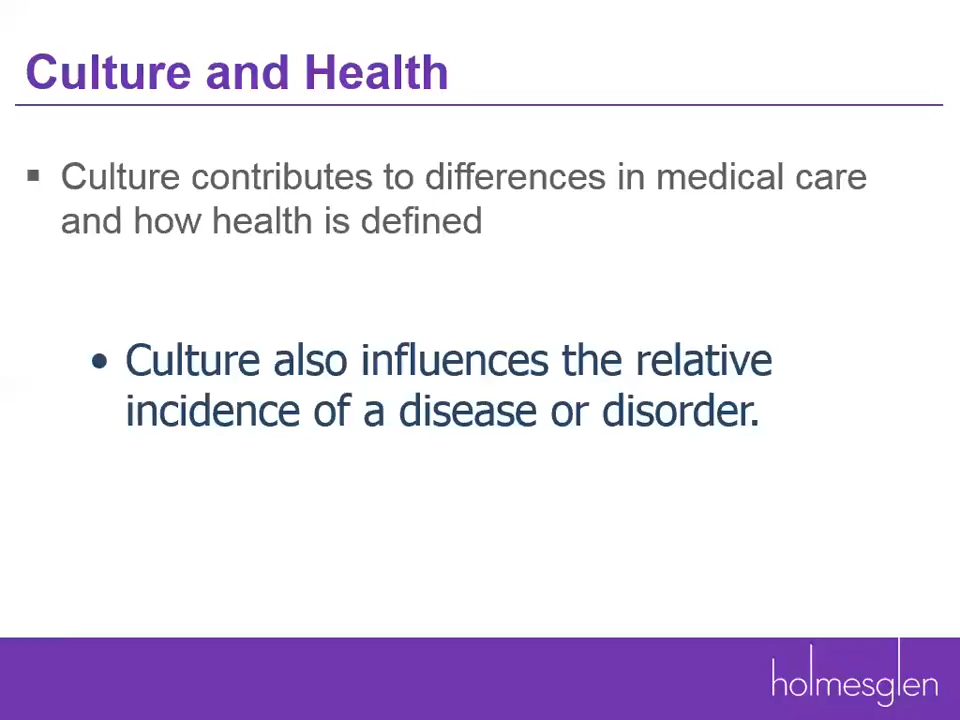 Culture and Health
▪ Culture contributes to differences in medical care
and how health is defined
• Culture also influences the relative
incidence of a disease or disorder.
holmesglen